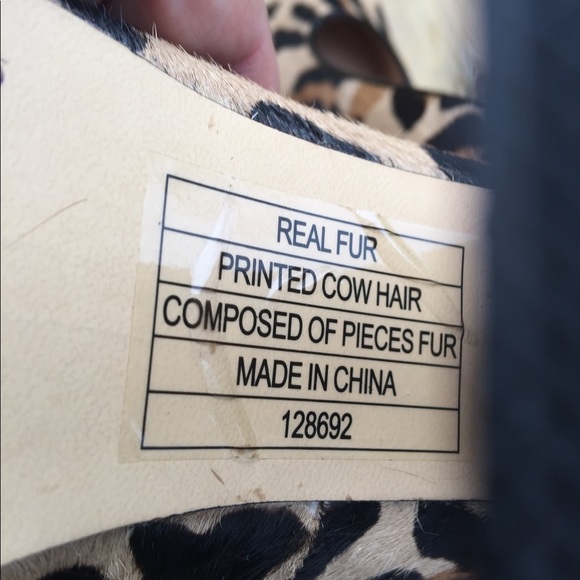 REAL FUR
PRINTED COW HAIR
COMPOSED OF PIECES FUR
MADE IN CHINA
128692